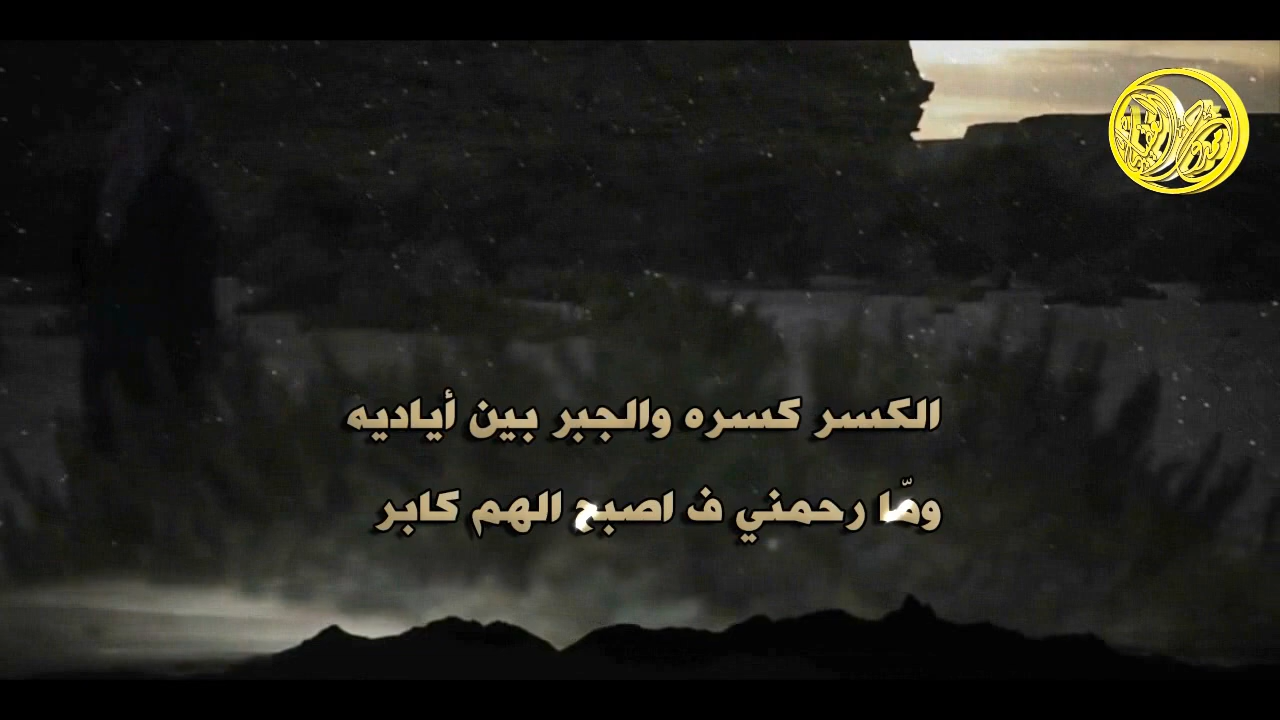 الكسر كسره والجبر بين أياديه
ومّا رحمني ف اصبح الهم كابر